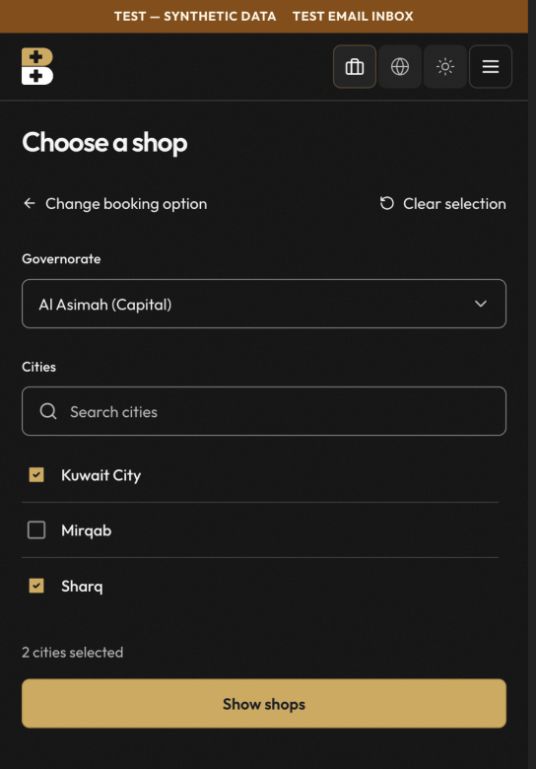 TEST — SYNTHETIC DATA TEST EMAIL INBOX
Choose a shop
Change booking option
Clear selection
Governorate
Al Asimah (Capital)
Cities
Search cities
Kuwait City
Mirqab
Sharq
2 cities selected
Show shops